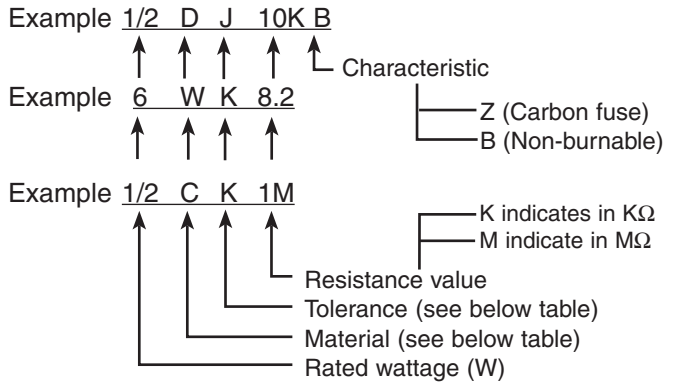 Example 1/2 D J 10K B
Characteristic
Example 6 W K 8.2
Z (Carbon fuse)
B (Non-burnable)
Example 1/2 C K 1M
K indicates in KΩ
M indicate in MΩ
Resistance value
Tolerance (see below table)
Material (see below table)
Rated wattage (W)